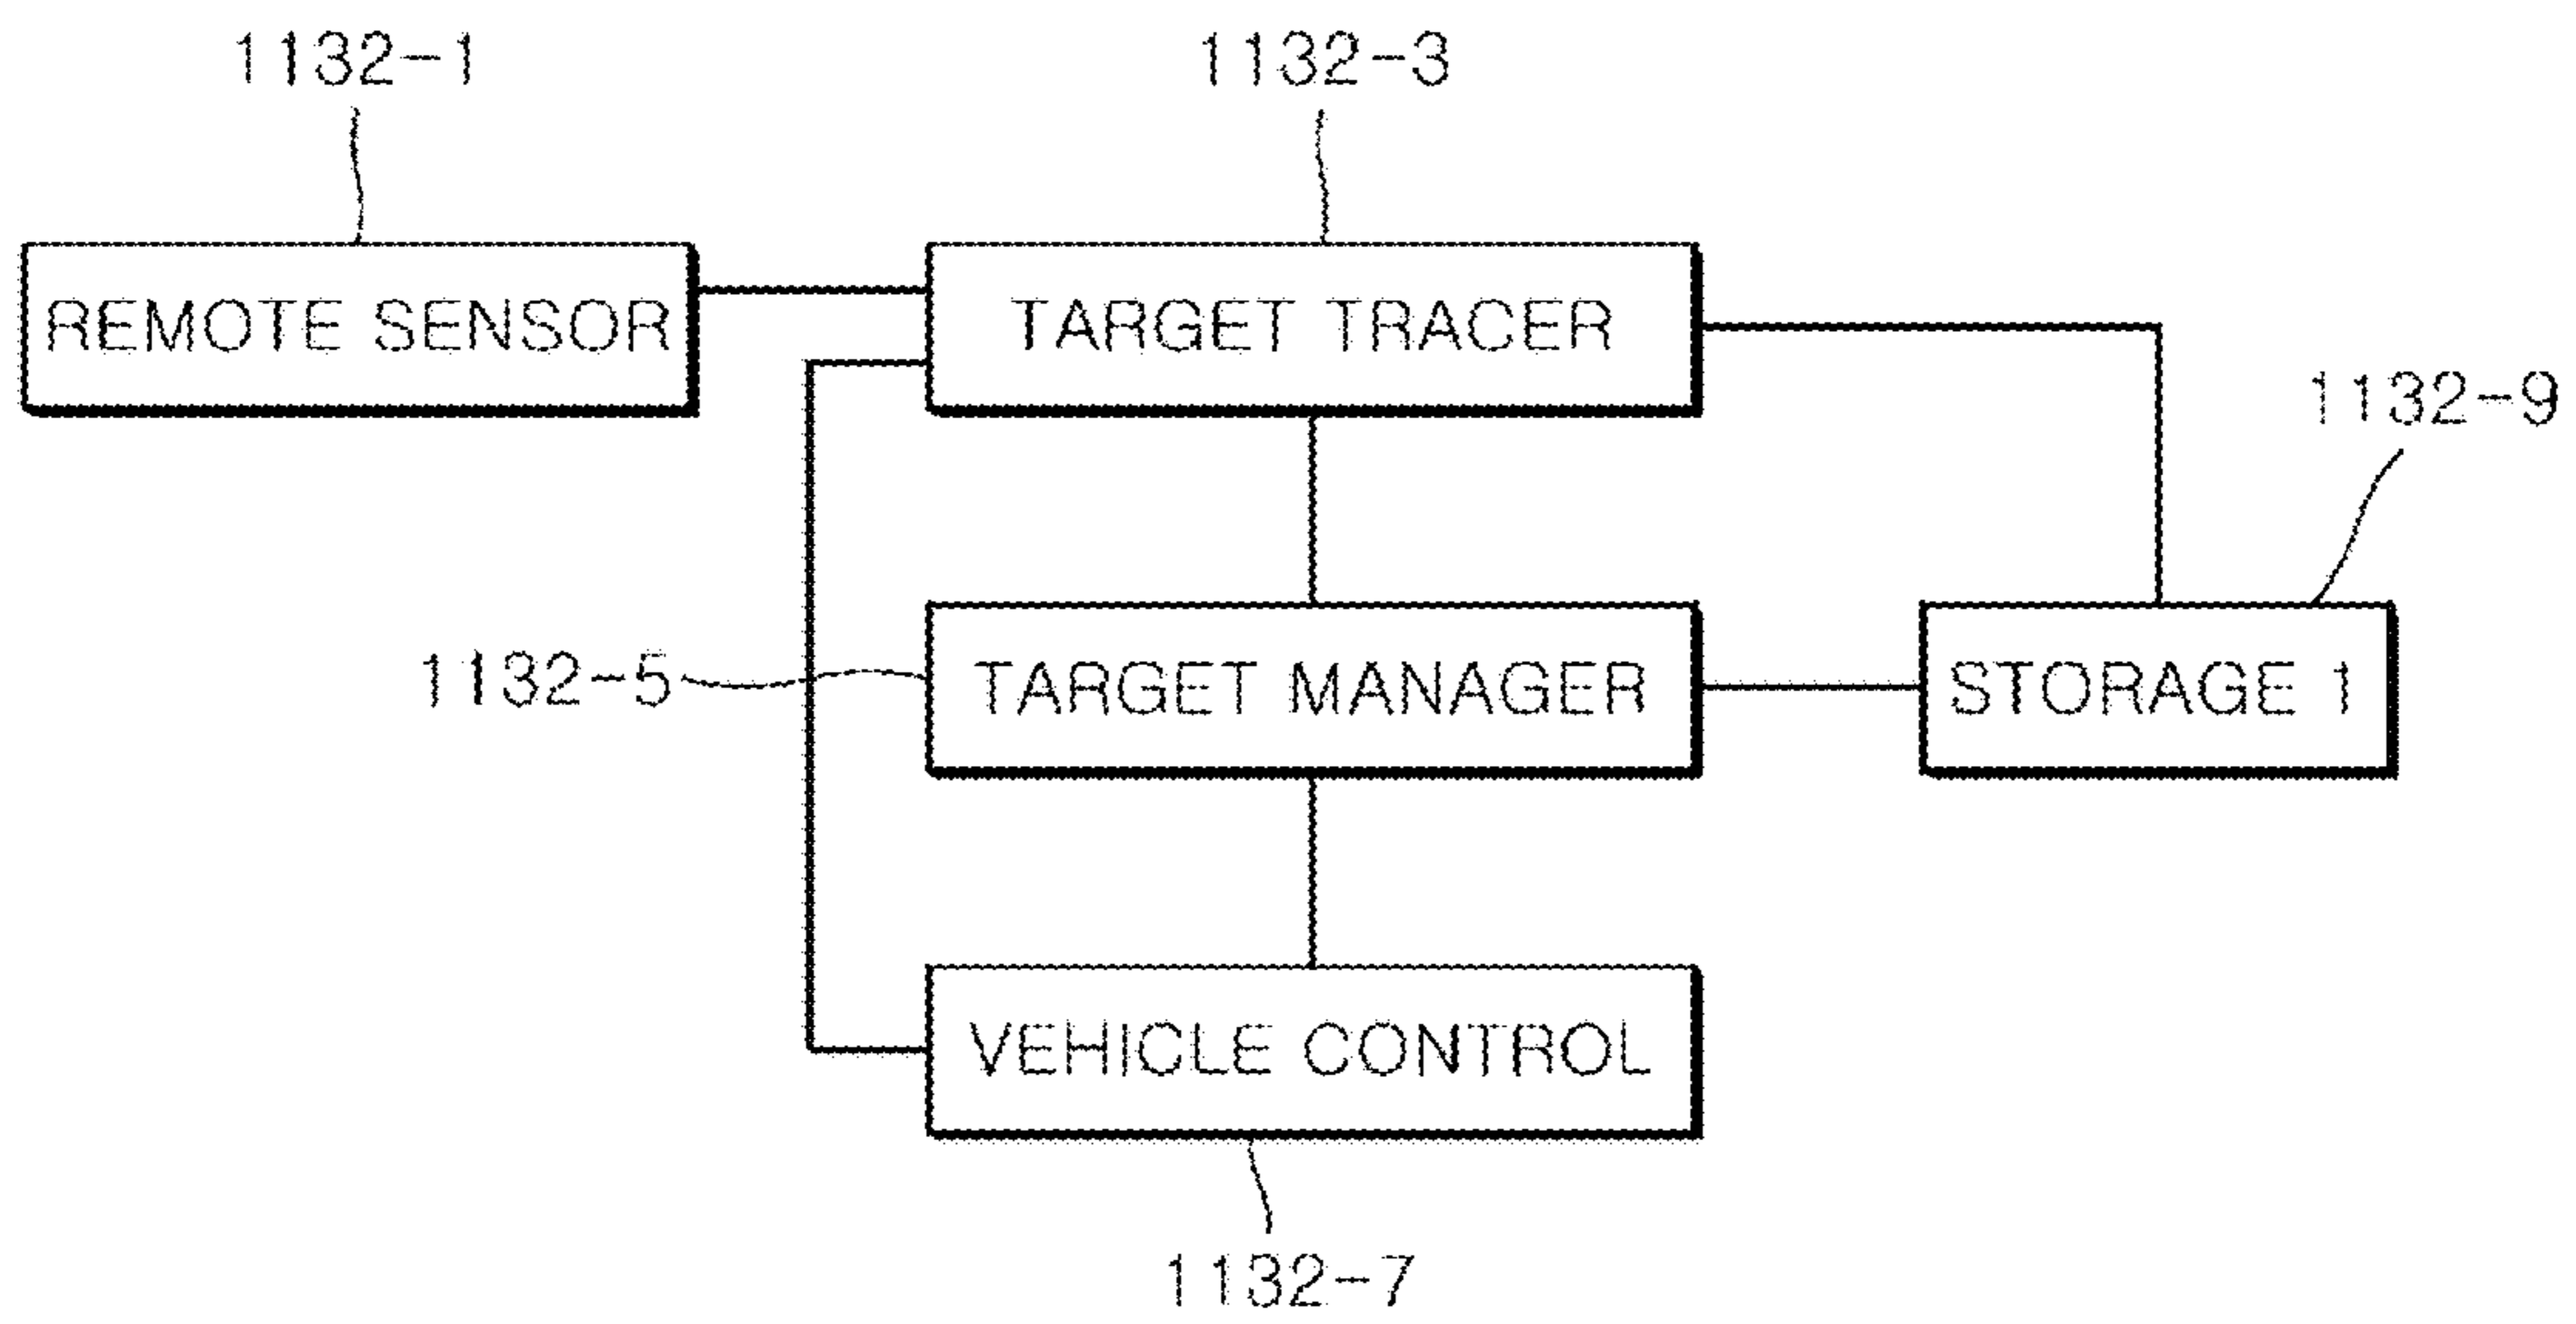 1132-1
1132-3
REMOTE SENSOR
TARGET TRACER
1132-9
1132-5
TARGET MANAGER
STORAGE 1
VEHICLE CONTROL
1132-7